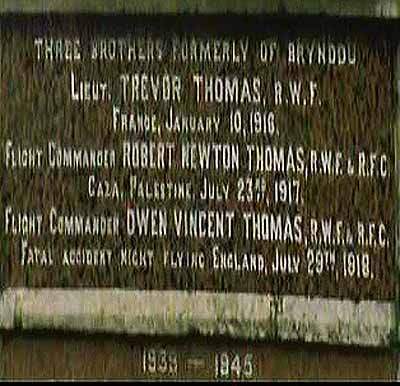 THREE BROTHERS FORMERLY OF BRYNDDU
LIEUT. TREVOR THOMAS, R.W.F.
FRANCE, JANUARY 10, 1916.
FLIGHT COMMANDER ROBERT NEWTON THOMAS, R.W.F. & R.F.C.
GAZA, PALESTINE, JULY 23RD, 1917.
FLIGHT COMMANDER OWEN VINCENT THOMAS, R.W.F. & R.F.C.
FATAL ACCIDENT NIGHT FLYING ENGLAND, JULY 29TH, 1918.
1939 — 1945